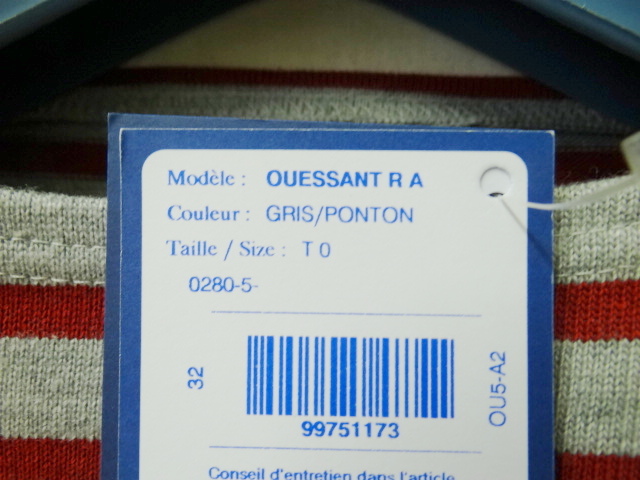 Modèle : OUESSANT R A
Couleur : GRIS/PONTON
Taille / Size : T 0
0280-5-
32
OU5-A2
99751173
Conseil d'entretien dans l'article